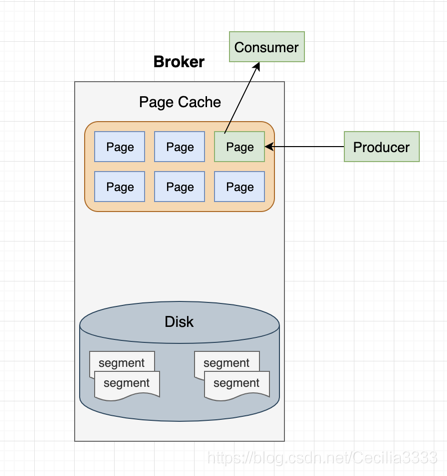 Consumer
Broker
Page Cache
Page Page Page
Producer
Page Page Page
Disk
segment segment
segment segment
https://blog.csdn.net/Cecilia3333